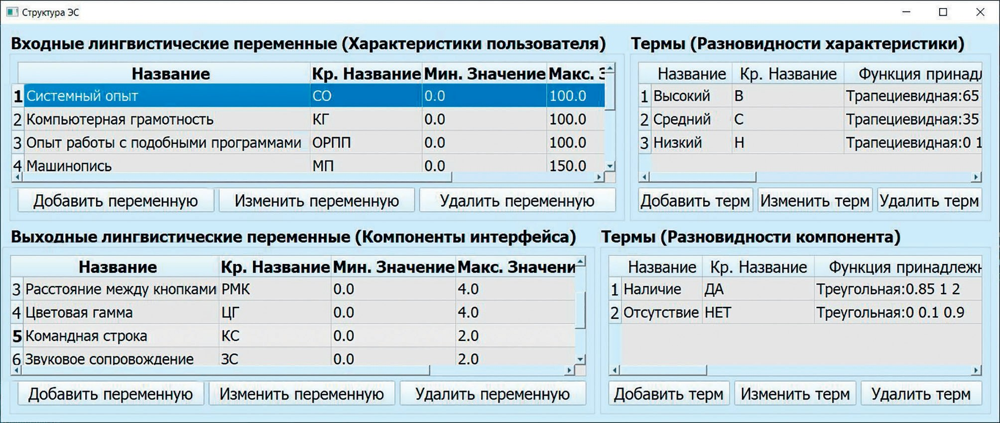 Структура ЭС
Входные лингвистические переменные (Характеристики пользователя)
Название Кр. Название Мин. Значение Макс. З
1 Системный опыт СО 0.0 100.0
2 Компьютерная грамотность КГ 0.0 100.0
3 Опыт работы с подобными программами ОРПП 0.0 100.0
4 Машинопись МП 0.0 150.0
Добавить переменную Изменить переменную Удалить переменную
Термы (Разновидности характеристики)
Название Кр. Название Функция принадл
1 Высокий В Трапециевидная:65
2 Средний С Трапециевидная:35
3 Низкий Н Трапециевидная:0 1
Добавить терм Изменить терм Удалить терм
Выходные лингвистические переменные (Компоненты интерфейса)
Название Кр. Название Мин. Значение Макс. Значени
3 Расстояние между кнопками РМК 0.0 4.0
4 Цветовая гамма ЦГ 0.0 4.0
5 Командная строка КС 0.0 2.0
6 Звуковое сопровождение ЗС 0.0 2.0
Добавить переменную Изменить переменную Удалить переменную
Термы (Разновидности компонента)
Название Кр. Название Функция принадлежн
1 Наличие ДА Треугольная:0.85 1 2
2 Отсутствие НЕТ Треугольная:0 0.1 0.9
Добавить терм Изменить терм Удалить терм